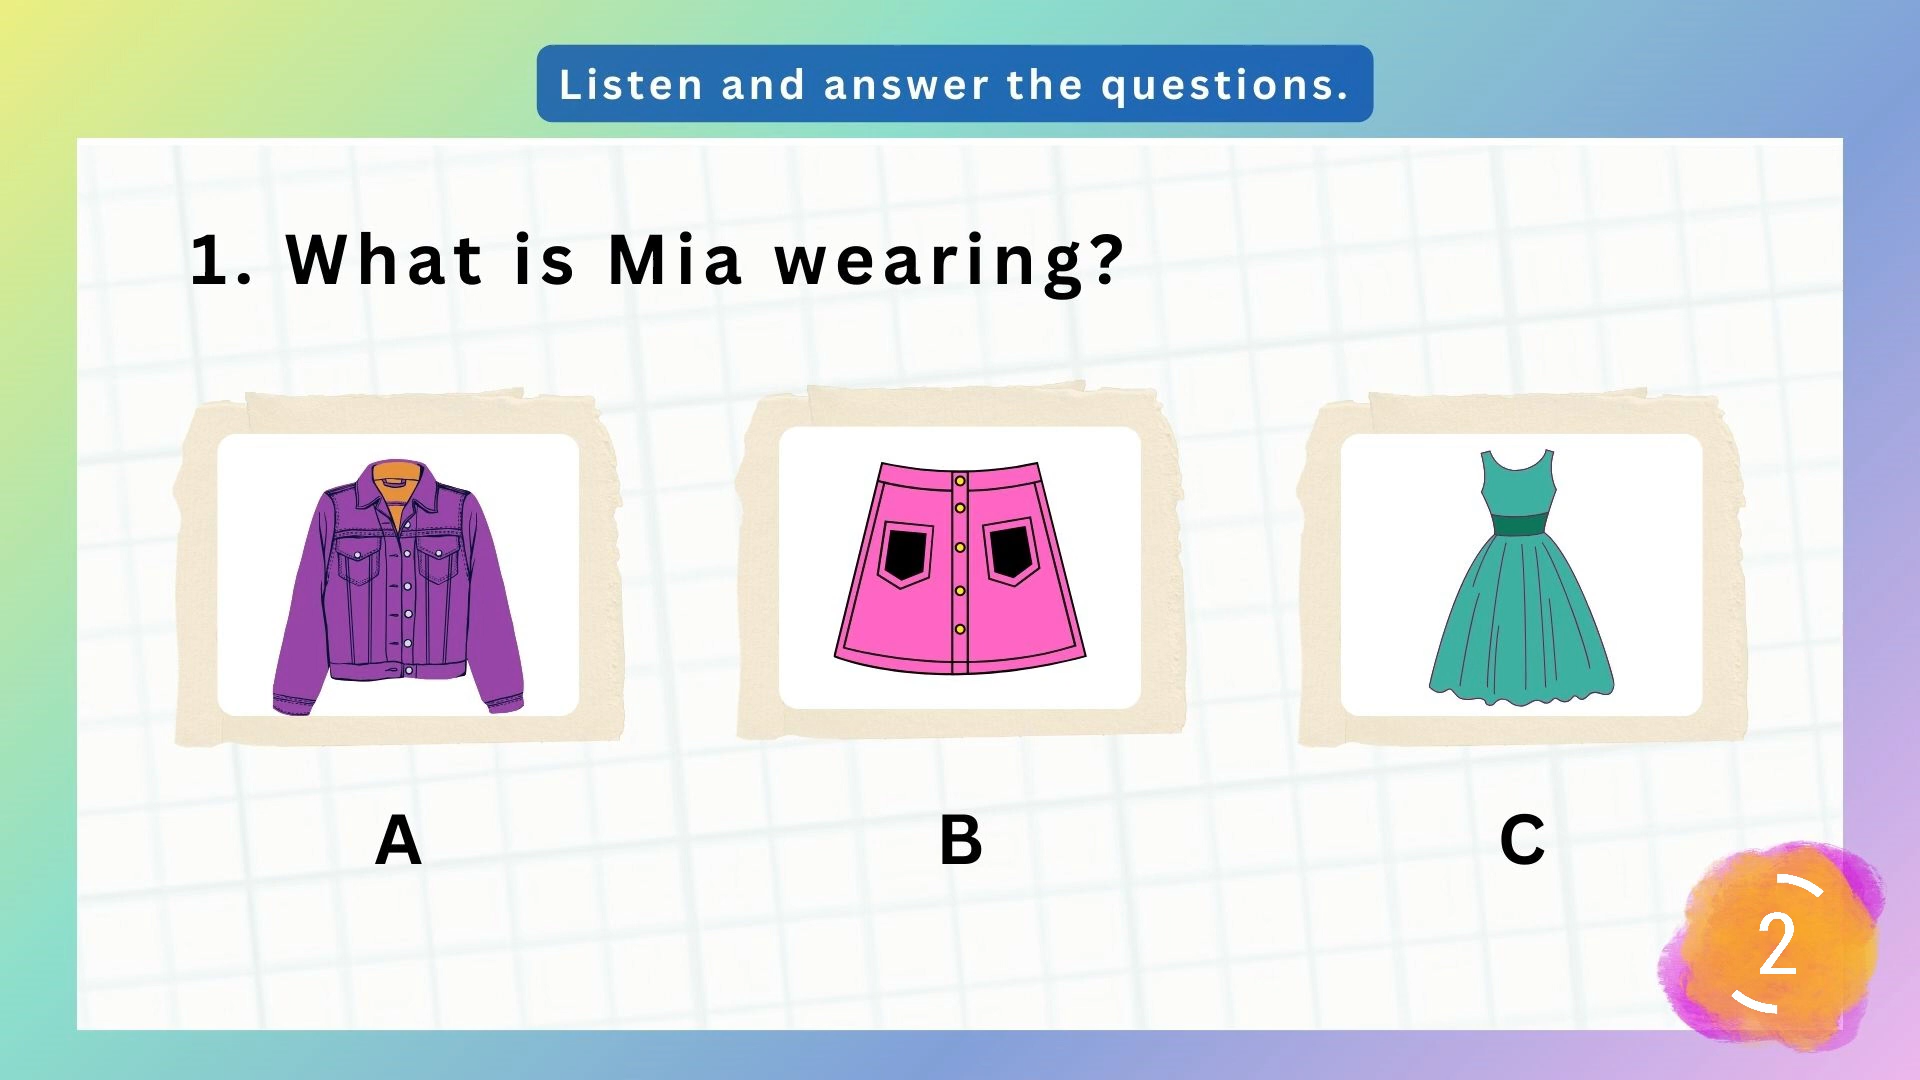 Listen and answer the questions.
1. What is Mia wearing?
A
B
C
2